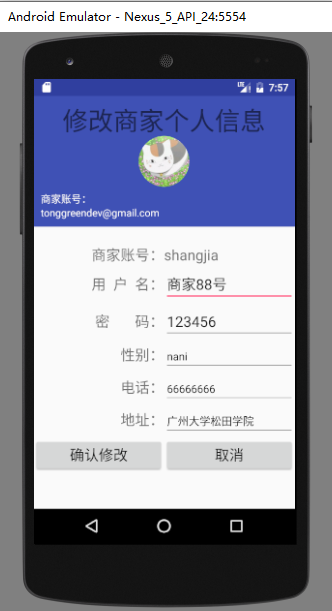 Android Emulator - Nexus_5_API_24:5554
LTE 7:57
修改商家个人信息
商家账号：
tonggreendev@gmail.com
商家账号：shangjia
用 户 名： 商家88号
密 码： 123456
性别： nani
电话： 66666666
地址： 广州大学松田学院
确认修改 取消